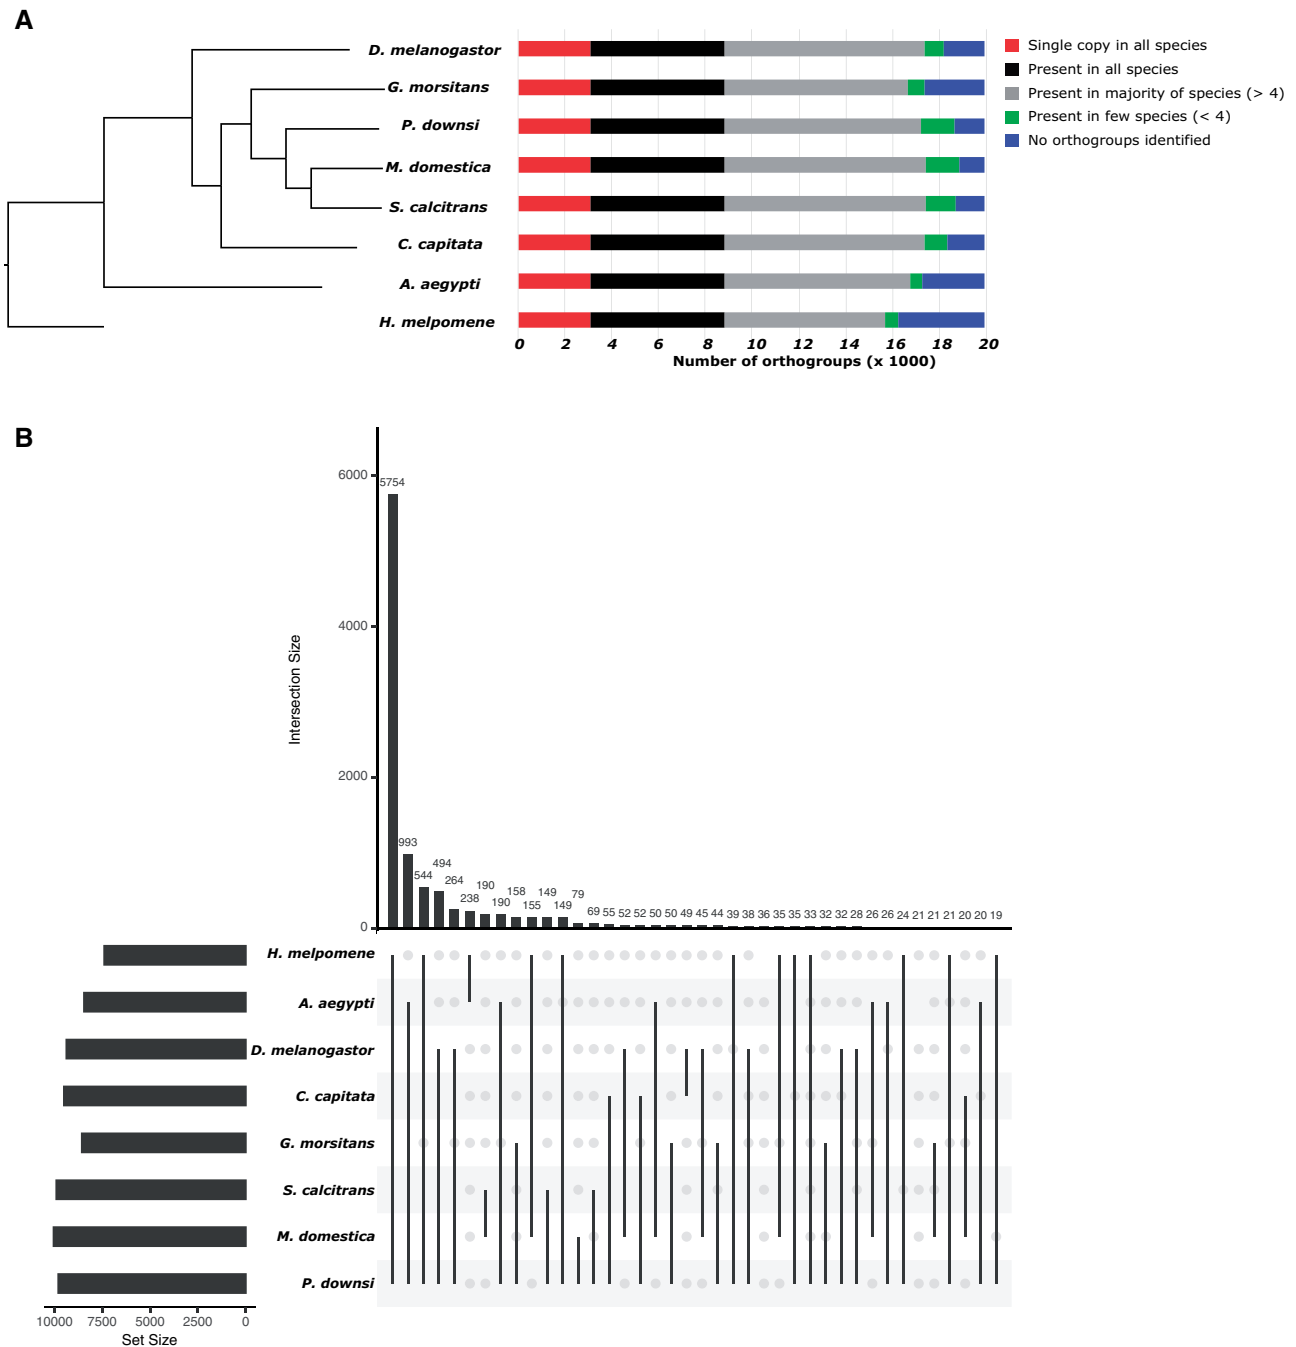 A
D. melanogastor
G. morsitans
P. downsi
M. domestica
S. calcitrans
C. capitata
A. aegypti
H. melpomene
0 2 4 6 8 10 12 14 16 18 20
Number of orthogroups (x 1000)
Single copy in all species
Present in all species
Present in majority of species (> 4)
Present in few species (< 4)
No orthogroups identified
B
Intersection Size
6000
4000
2000
0
5754 993 544 494 264 238 190 190 158 155 149 149 79 69 55 52 52 50 50 49 45 44 39 38 36 35 35 33 32 32 28 26 26 24 21 21 21 20 20 19
H. melpomene
A. aegypti
D. melanogastor
C. capitata
G. morsitans
S. calcitrans
M. domestica
P. downsi
10000 7500 5000 2500 0
Set Size